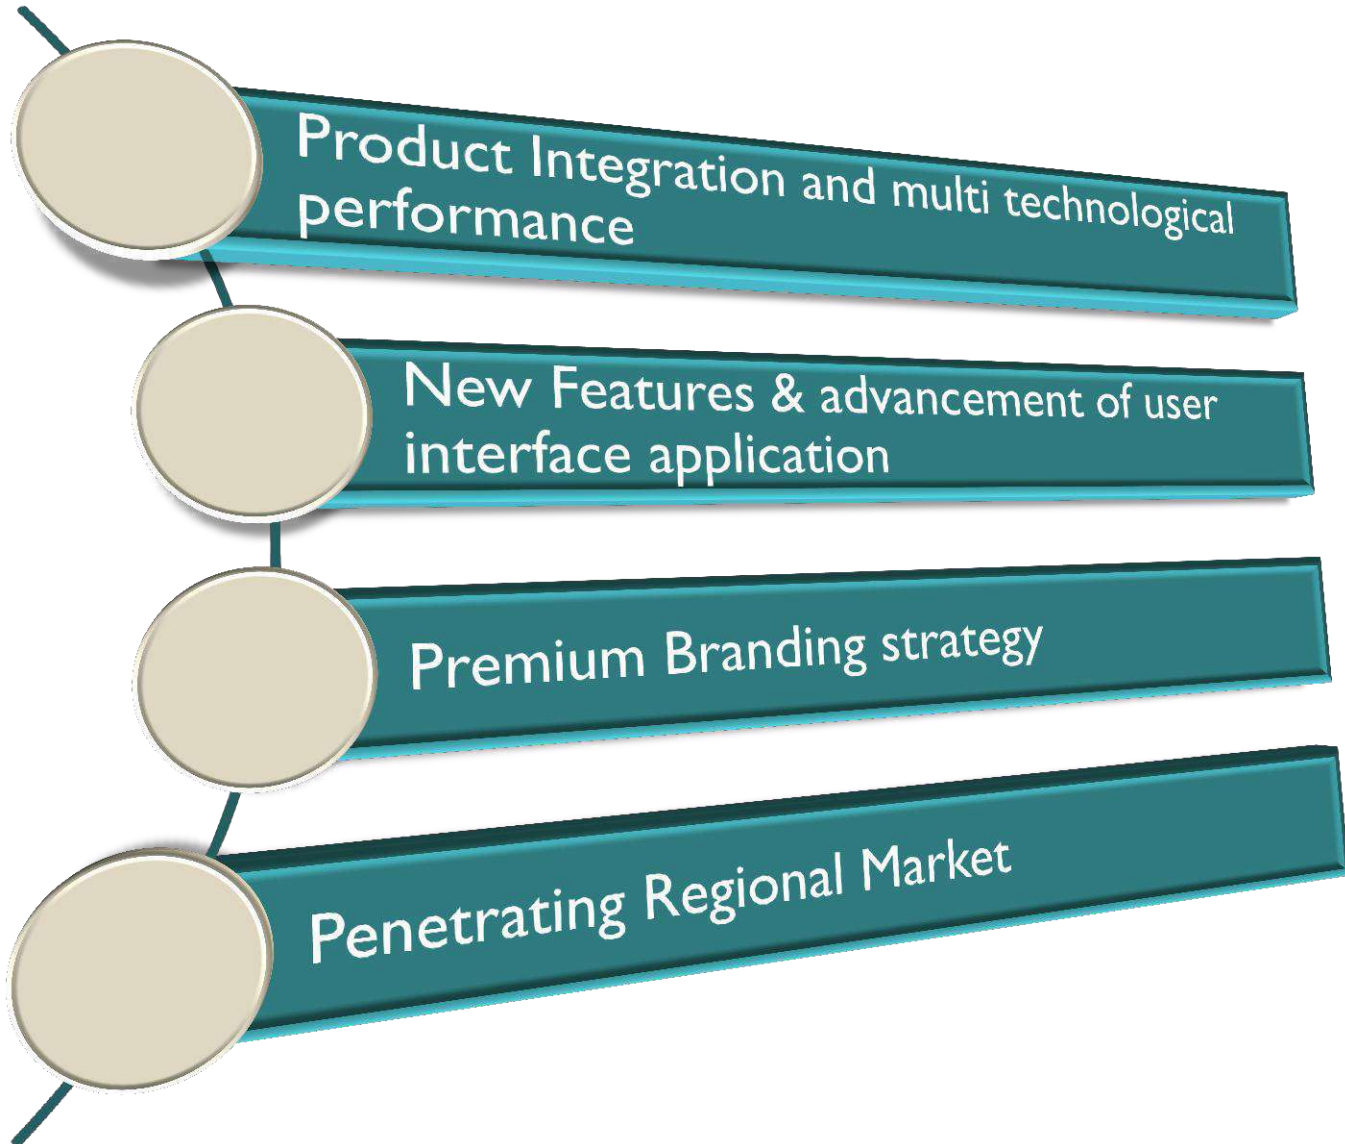 Product Integration and multi technological
performance
New Features & advancement of user
interface application
Premium Branding strategy
Penetrating Regional Market